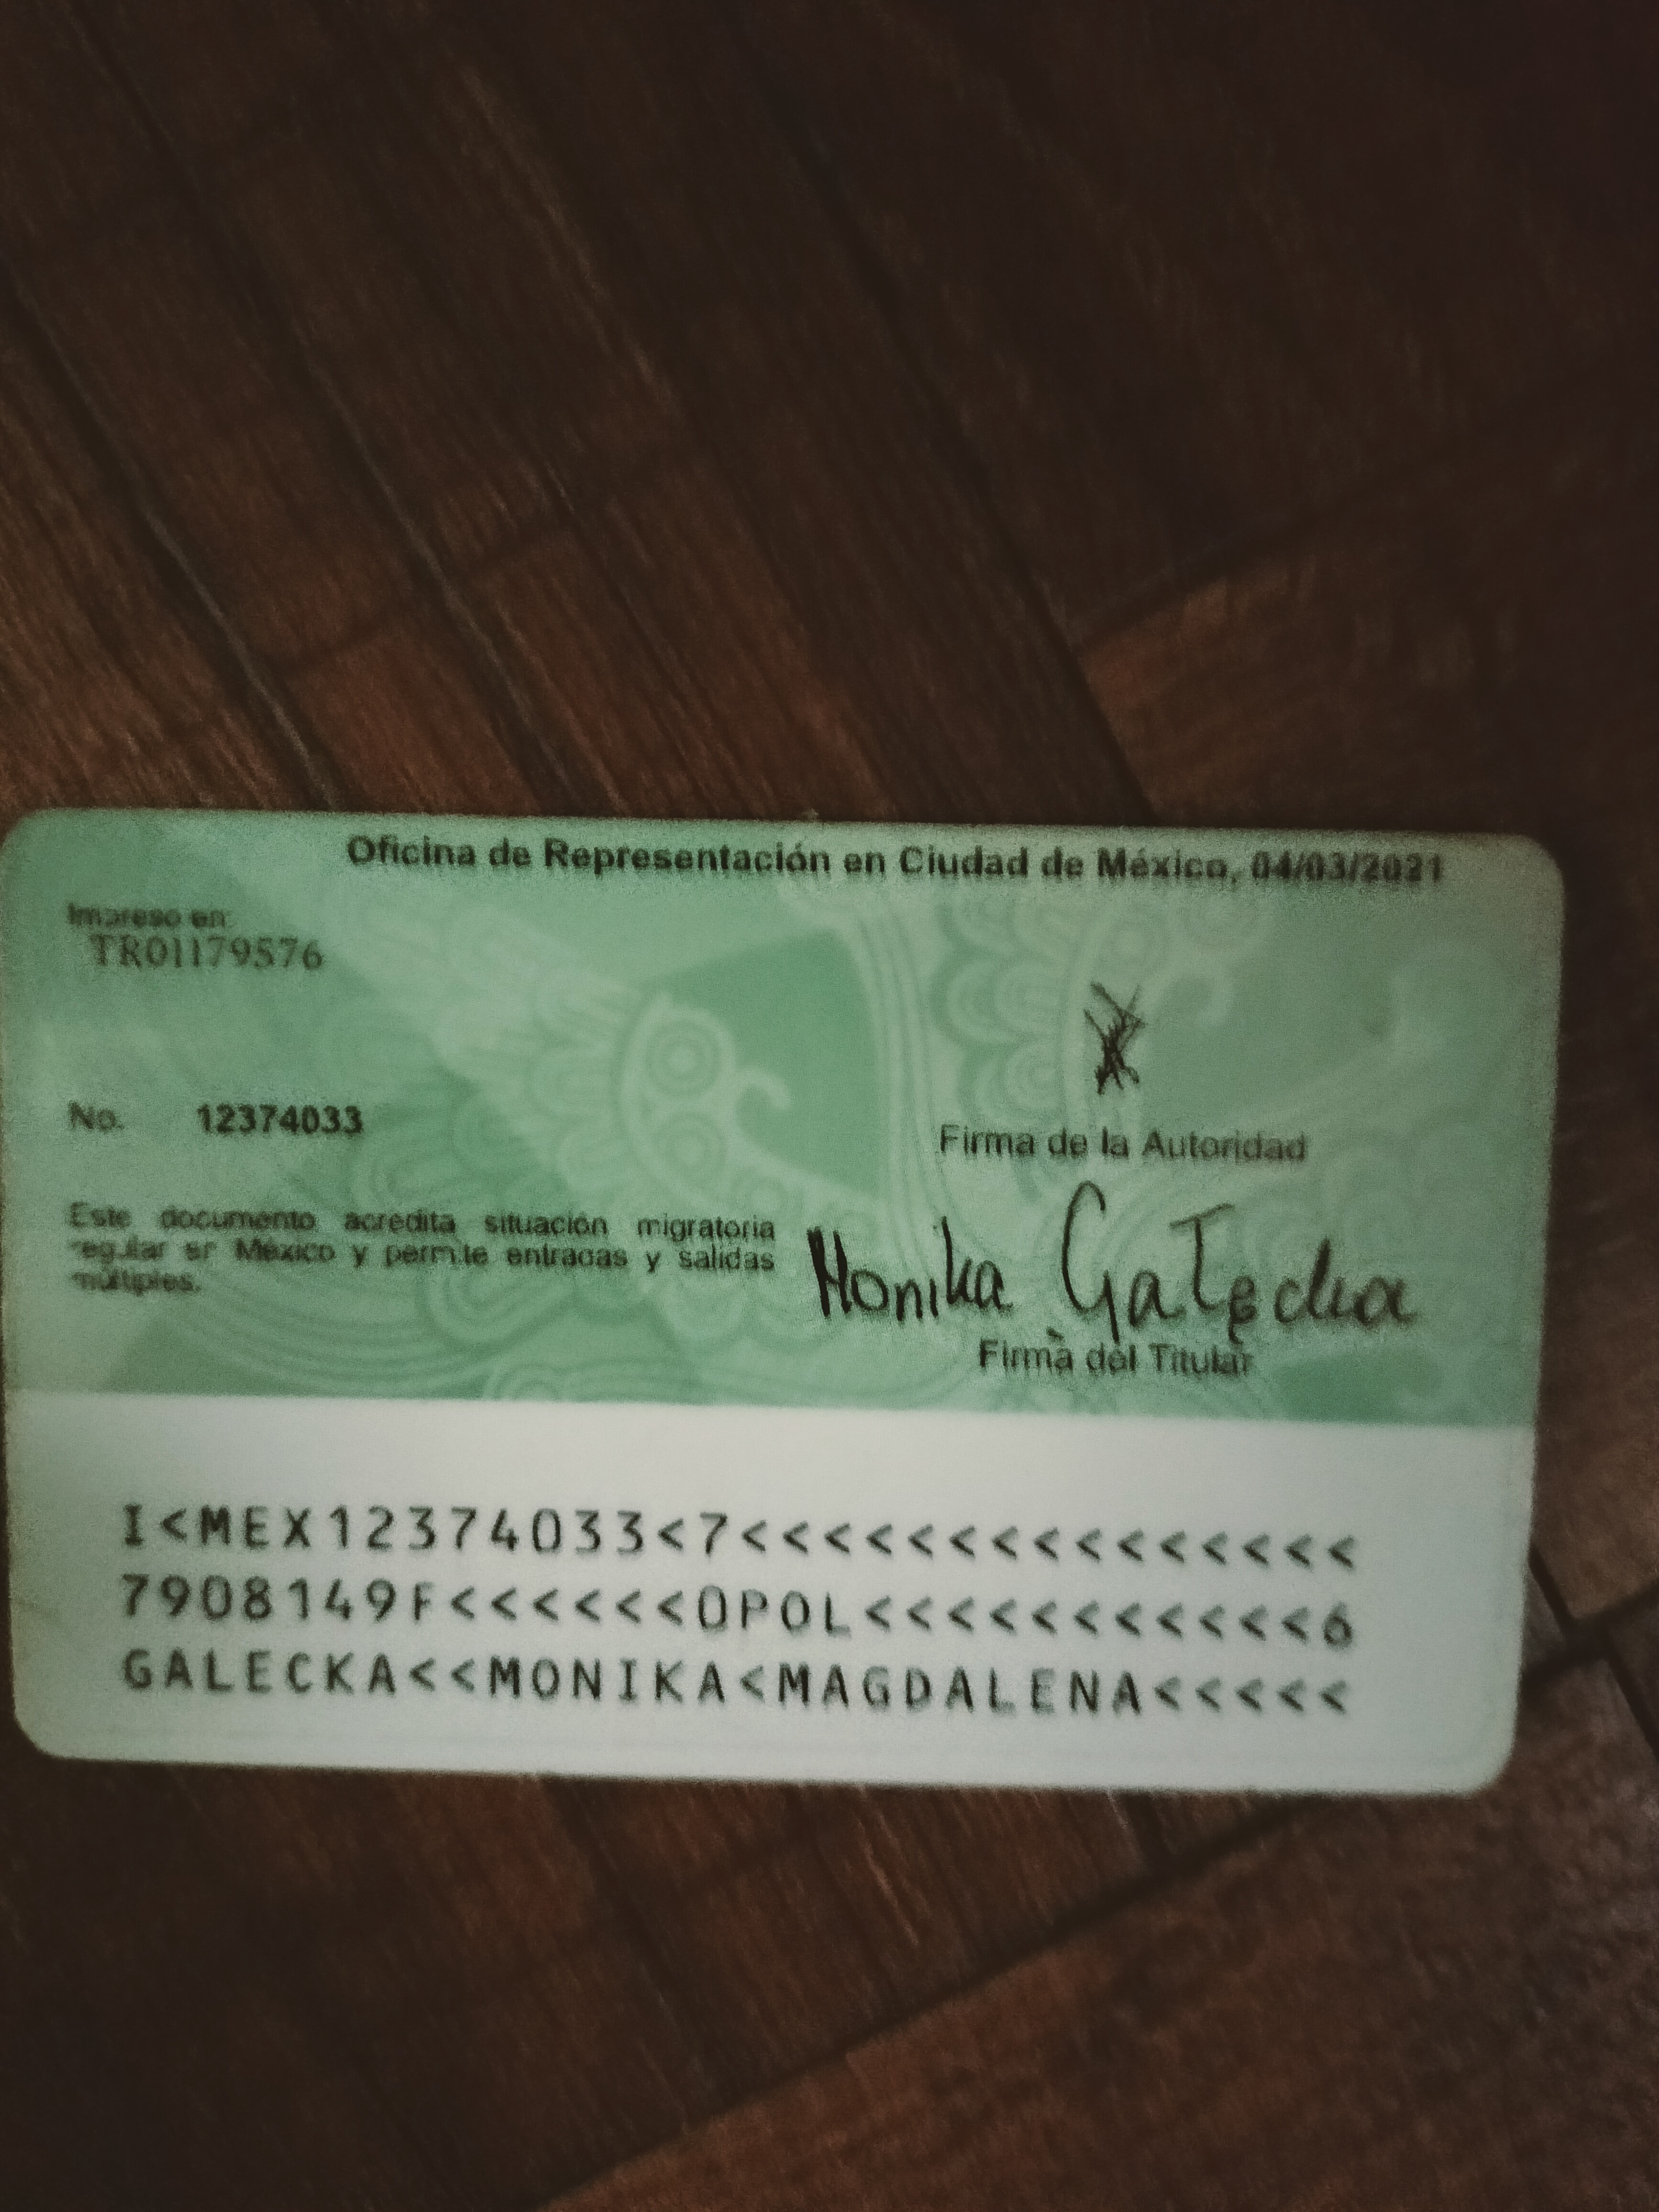 Oficina de Representación en Ciudad de México, 04/03/2021
Impreso en:
TR01179576
No. 12374033
Firma de la Autoridad
Este documento acredita situación migratoria
regular en México y permite entradas y salidas
múltiples.
Monika Gałęcka
Firma del Titular
I<MEX12374033<7<<<<<<<<<<<<<<<
7908149F<<<<<<0POL<<<<<<<<<<<6
GALECKA<<MONIKA<MAGDALENA<<<<<